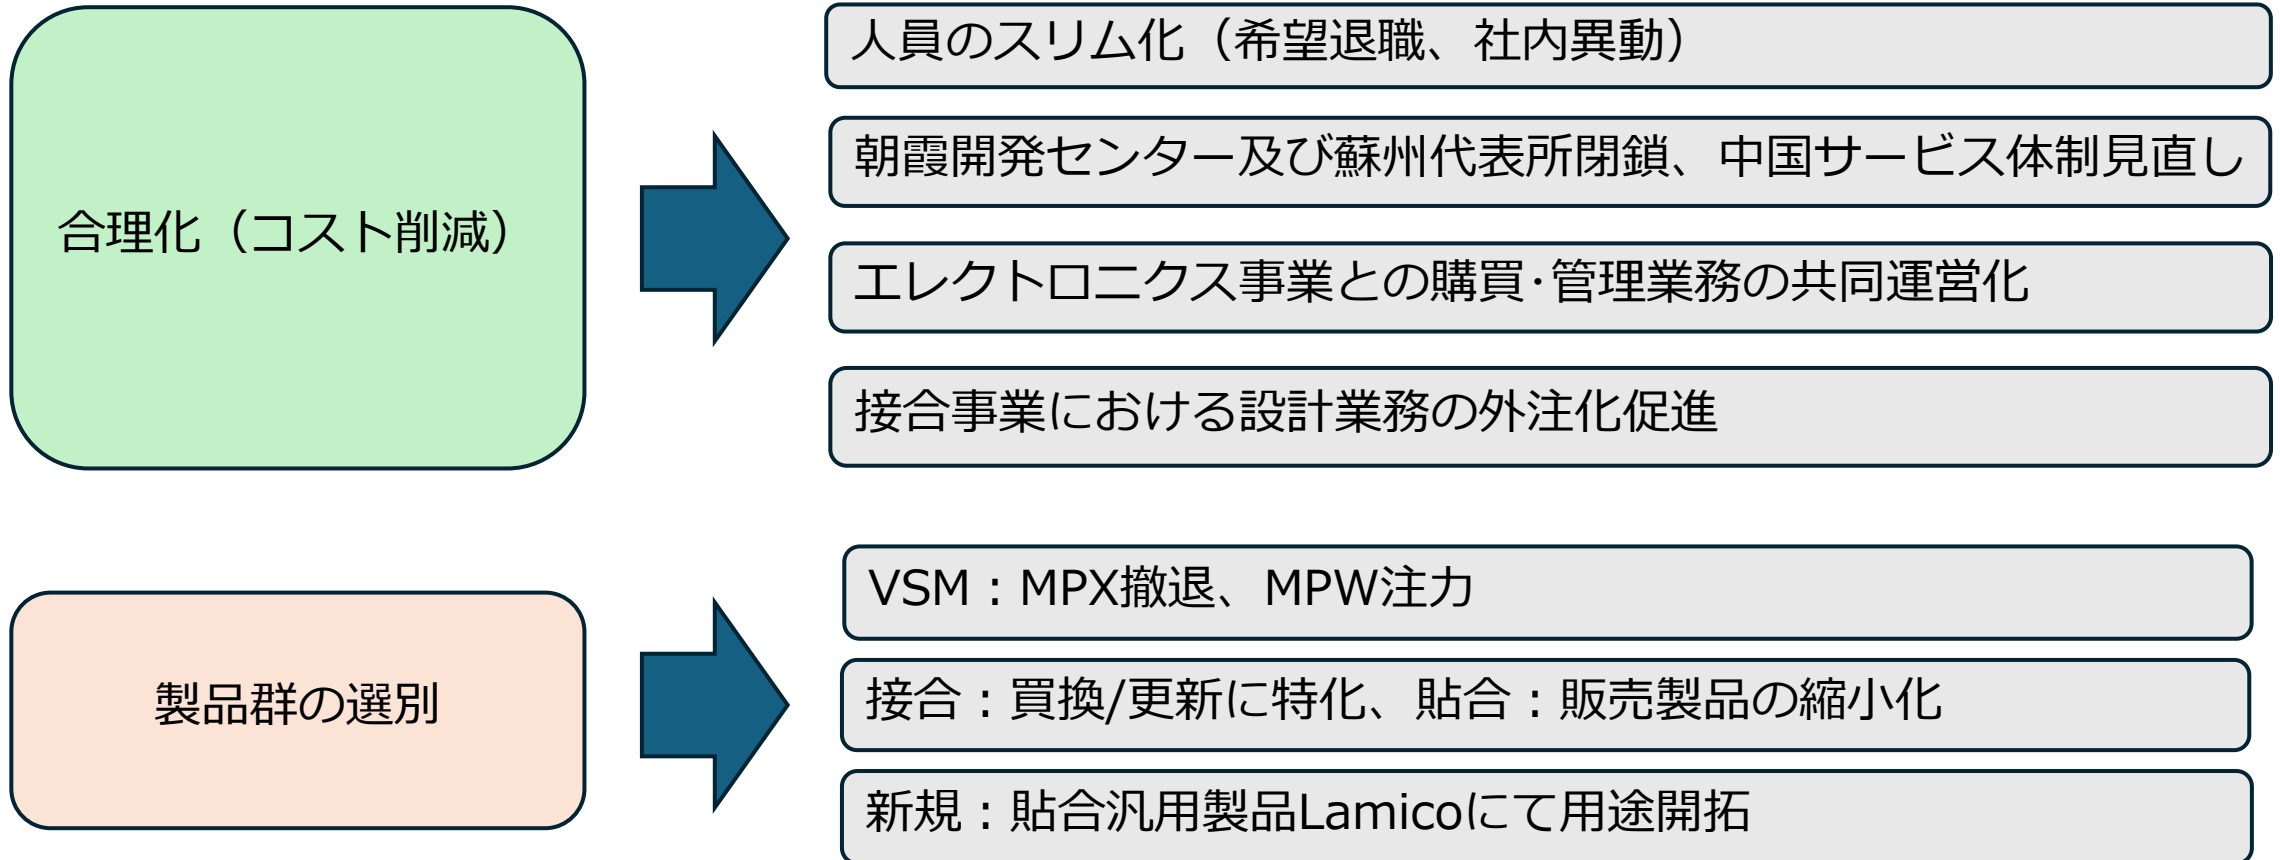 合理化（コスト削減）
人員のスリム化（希望退職、社内異動）
朝霞開発センター及び蘇州代表所閉鎖、中国サービス体制見直し
エレクトロニクス事業との購買･管理業務の共同運営化
接合事業における設計業務の外注化促進
製品群の選別
VSM：MPX撤退、MPW注力
接合：買換/更新に特化、貼合：販売製品の縮小化
新規：貼合汎用製品Lamicoにて用途開拓